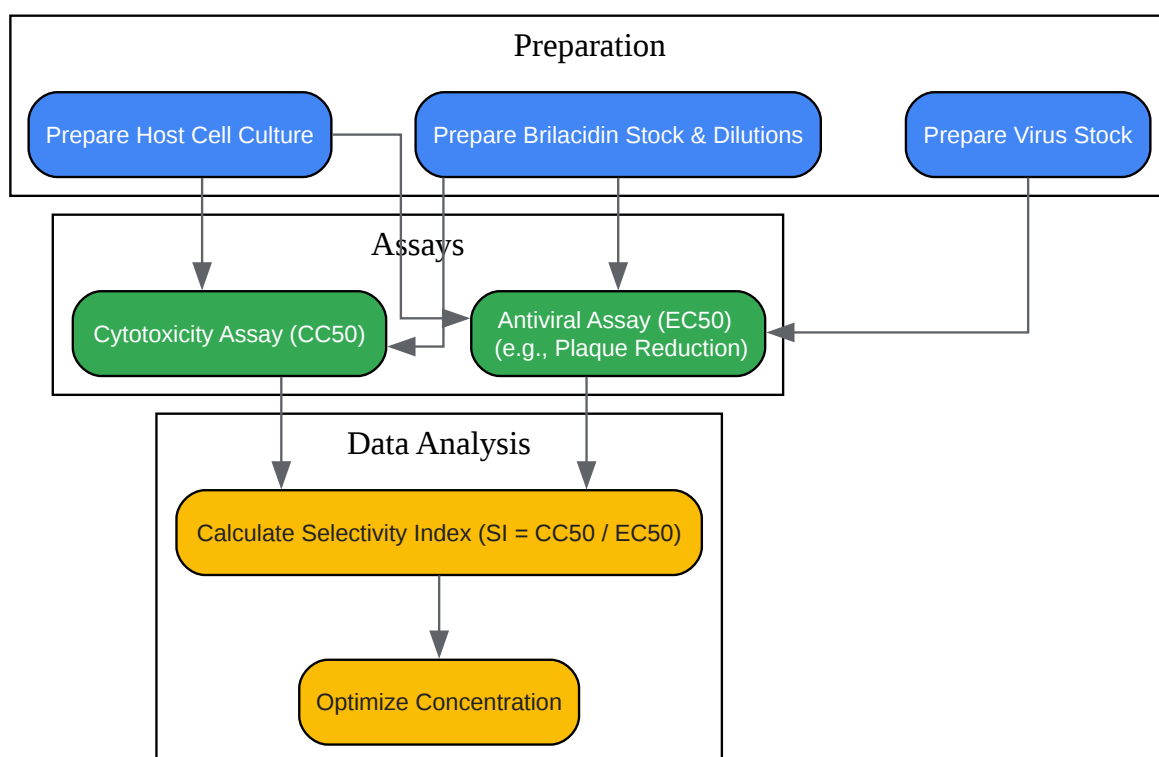 Preparation
Prepare Host Cell Culture
Prepare Brilacidin Stock & Dilutions
Prepare Virus Stock
Assays
Cytotoxicity Assay (CC50)
Antiviral Assay (EC50)
(e.g., Plaque Reduction)
Data Analysis
Calculate Selectivity Index (SI = CC50 / EC50)
Optimize Concentration